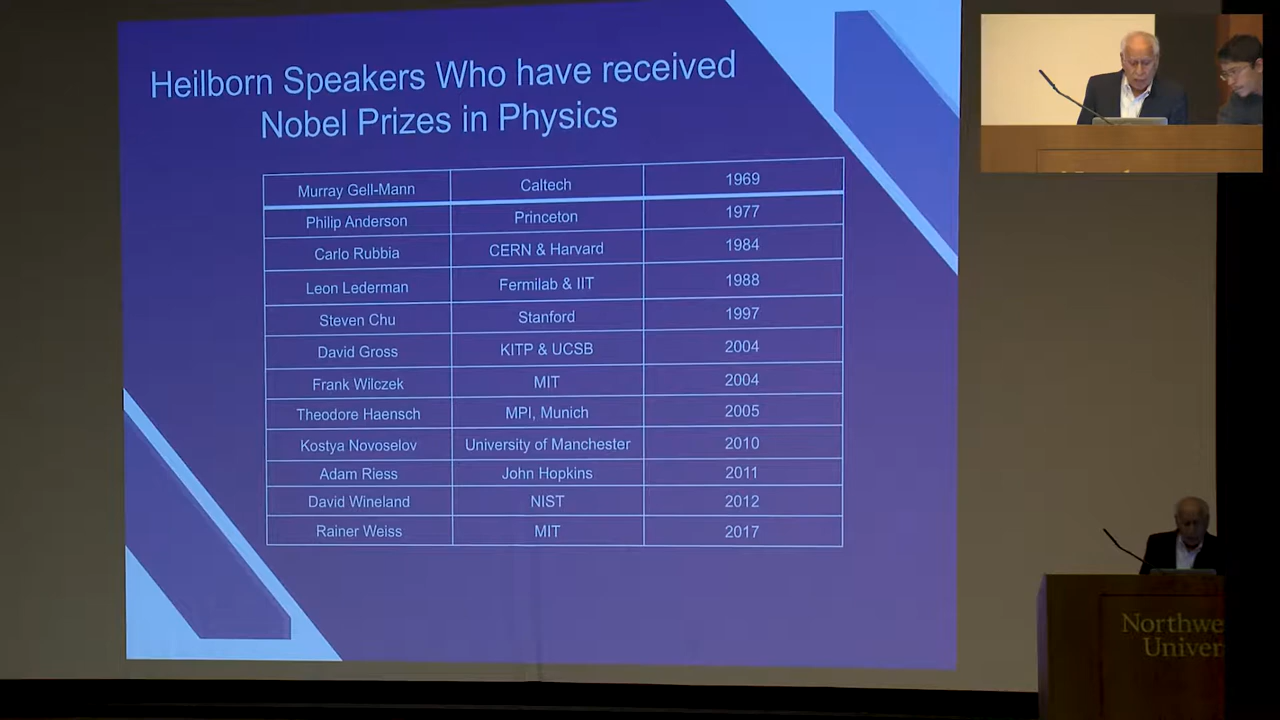 Heilborn Speakers Who have received
Nobel Prizes in Physics
Murray Gell-Mann Caltech 1969
Philip Anderson Princeton 1977
Carlo Rubbia CERN & Harvard 1984
Leon Lederman Fermilab & IIT 1988
Steven Chu Stanford 1997
David Gross KITP & UCSB 2004
Frank Wilczek MIT 2004
Theodore Haensch MPI, Munich 2005
Kostya Novoselov University of Manchester 2010
Adam Riess John Hopkins 2011
David Wineland NIST 2012
Rainer Weiss MIT 2017
Northwe
Univer